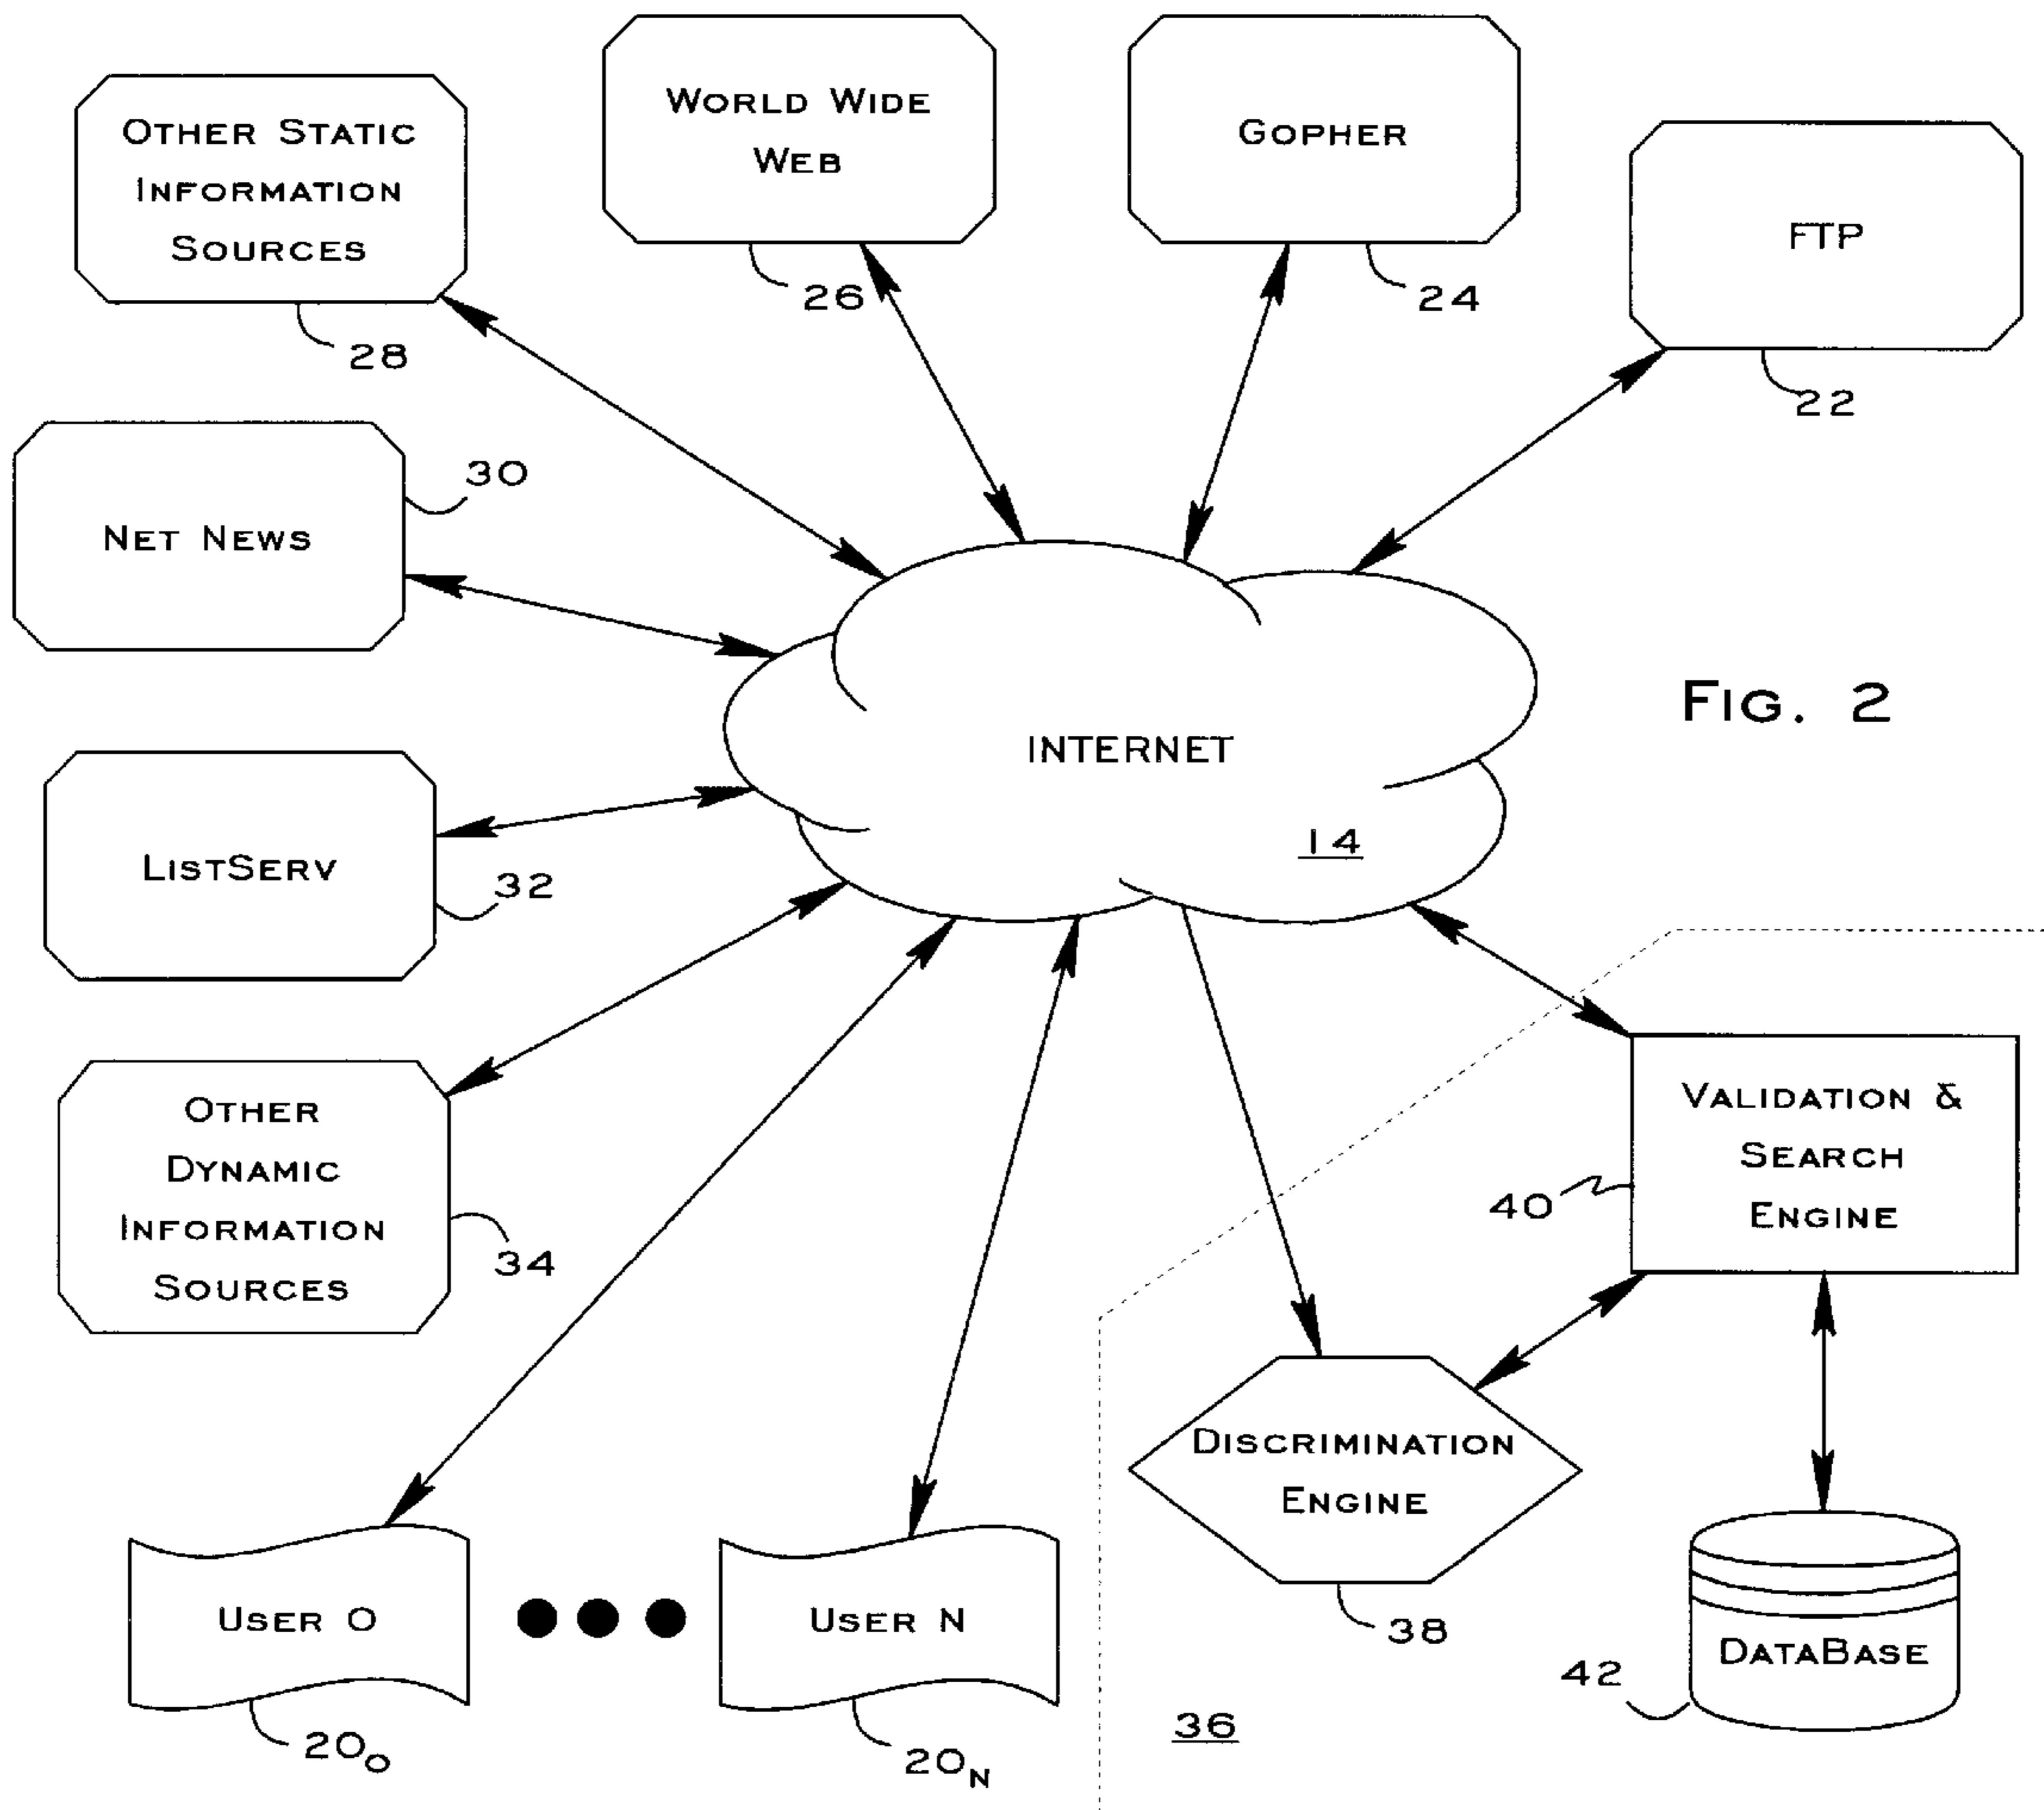 OTHER STATIC
INFORMATION
SOURCES
28
WORLD WIDE
WEB
26
GOPHER
24
FTP
22
NET NEWS
30
INTERNET
14
FIG. 2
LISTSERV
32
OTHER
DYNAMIC
INFORMATION
SOURCES
34
VALIDATION &
SEARCH
ENGINE
40
DISCRIMINATION
ENGINE
38
DATABASE
42
USER 0
20₀
USER N
20N
36